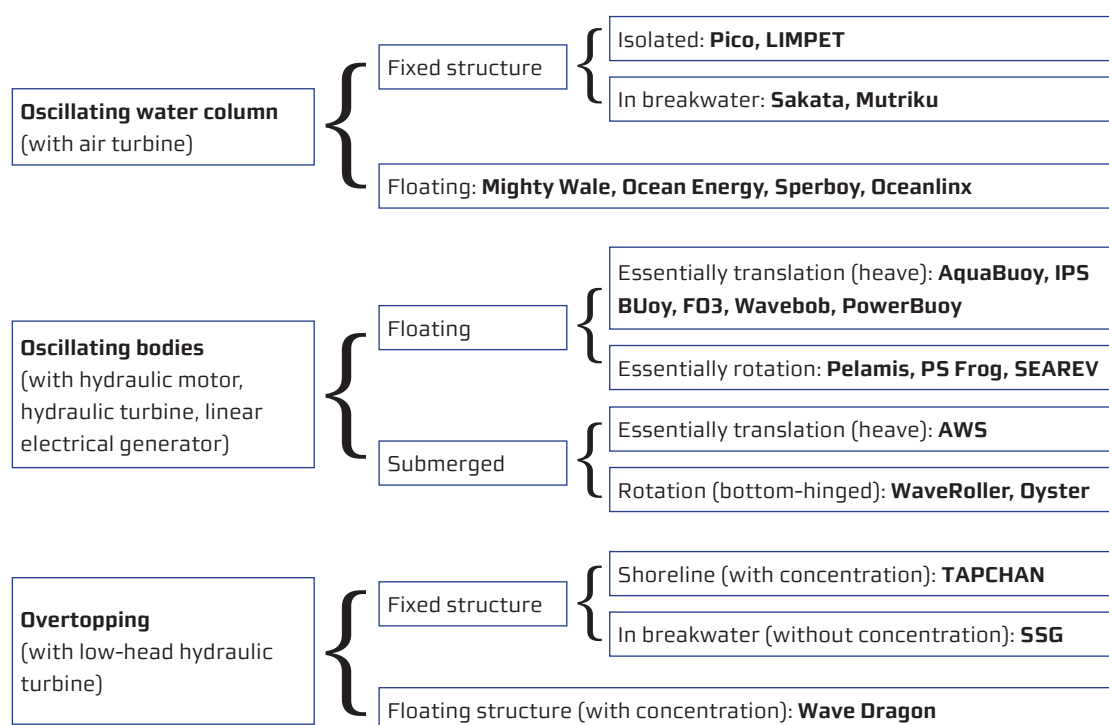 Oscillating water column
(with air turbine)
Fixed structure
Isolated: Pico, LIMPET
In breakwater: Sakata, Mutriku
Floating: Mighty Wale, Ocean Energy, Sperboy, Oceanlinx
Oscillating bodies
(with hydraulic motor,
hydraulic turbine, linear
electrical generator)
Floating
Essentially translation (heave): AquaBuoy, IPS
BUoy, FO3, Wavebob, PowerBuoy
Essentially rotation: Pelamis, PS Frog, SEAREV
Submerged
Essentially translation (heave): AWS
Rotation (bottom-hinged): WaveRoller, Oyster
Overtopping
(with low-head hydraulic
turbine)
Fixed structure
Shoreline (with concentration): TAPCHAN
In breakwater (without concentration): SSG
Floating structure (with concentration): Wave Dragon